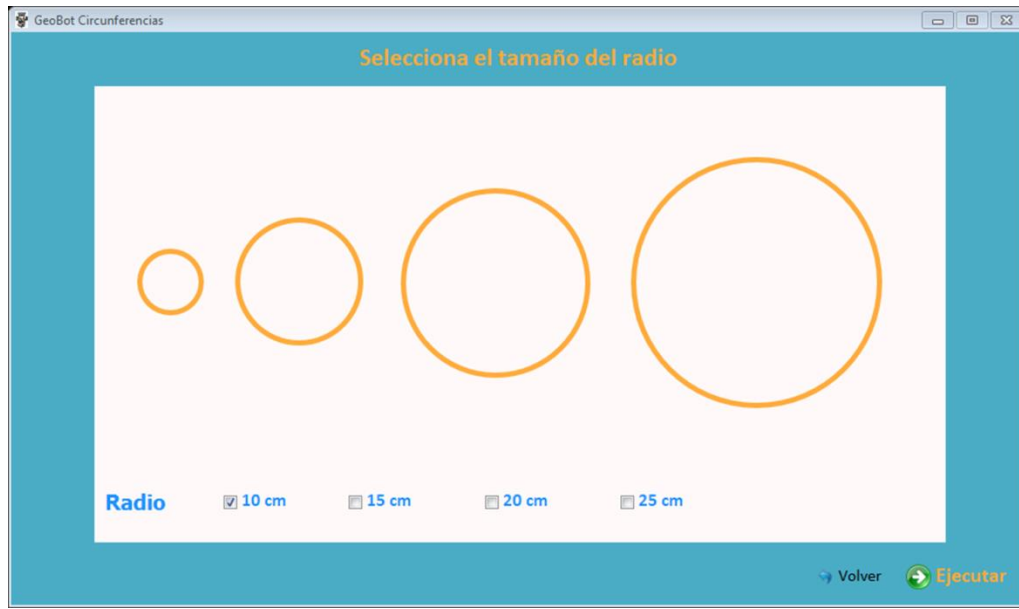 GeoBot Circunferencias
Selecciona el tamaño del radio
Radio 10 cm 15 cm 20 cm 25 cm
Volver Ejecutar